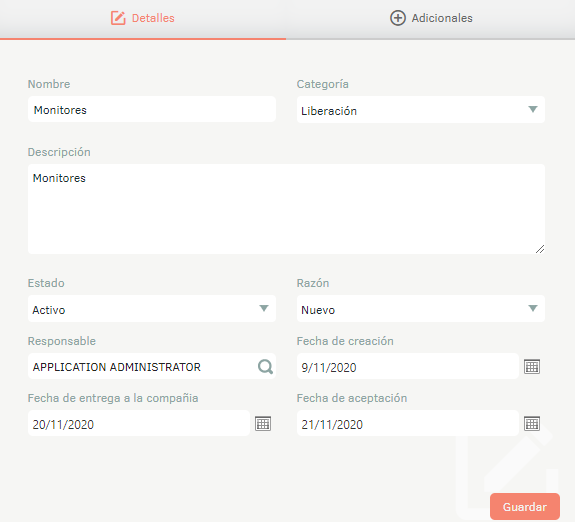 Detalles
Adicionales
Nombre
Categoría
Monitores
Liberación
Descripción
Monitores
Estado
Razón
Activo
Nuevo
Responsable
Fecha de creación
APPLICATION ADMINISTRATOR
9/11/2020
Fecha de entrega a la compañia
Fecha de aceptación
20/11/2020
21/11/2020
Guardar